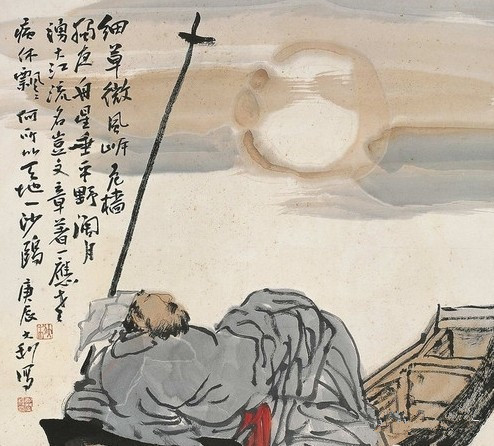 細草微風岸危檣
獨夜舟星垂平野闊月
湧大江流名豈文章著應老
病休飄飄何所天地一沙鷗 庚辰 寫